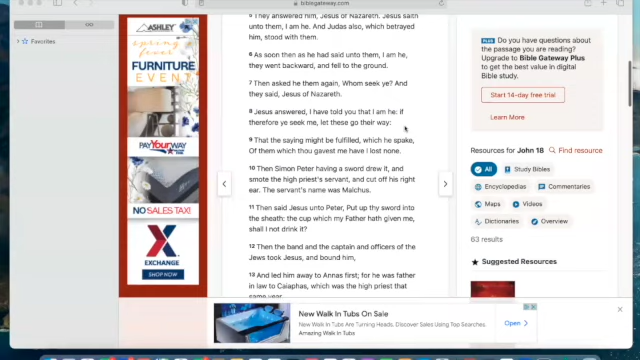 biblegateway.com
Favorites
ASHLEY
spring fever
FURNITURE
EVENT
PAY YOUR WAY
NO SALES TAX!
X
EXCHANGE
SHOP NOW
5 They answered him, Jesus of Nazareth. Jesus saith
unto them, I am he. And Judas also, which betrayed
him, stood with them.
6 As soon then as he had said unto them, I am he,
they went backward, and fell to the ground.
7 Then asked he them again, Whom seek ye? And
they said, Jesus of Nazareth.
8 Jesus answered, I have told you that I am he: if
therefore ye seek me, let these go their way:
9 That the saying might be fulfilled, which he spake,
Of them which thou gavest me have I lost none.
10 Then Simon Peter having a sword drew it, and
smote the high priest's servant, and cut off his right
ear. The servant's name was Malchus.
11 Then said Jesus unto Peter, Put up thy sword into
the sheath: the cup which my Father hath given me,
shall I not drink it?
12 Then the band and the captain and officers of the
Jews took Jesus, and bound him,
13 And led him away to Annas first; for he was father
in law to Caiaphas, which was the high priest that
same year.
PLUS Do you have questions about
the passage you are reading?
Upgrade to Bible Gateway Plus
to get the best value in digital
Bible study.
Start 14-day free trial
Learn More
Resources for John 18
Find resource
All
Study Bibles
Encyclopedias
Commentaries
Maps
Videos
Dictionaries
Overview
63 results
Suggested Resources
New Walk In Tubs On Sale
New Walk In Tubs Are Turning Heads. Discover Sales Using Top Searches.
Amazing Walk In Tubs
Open